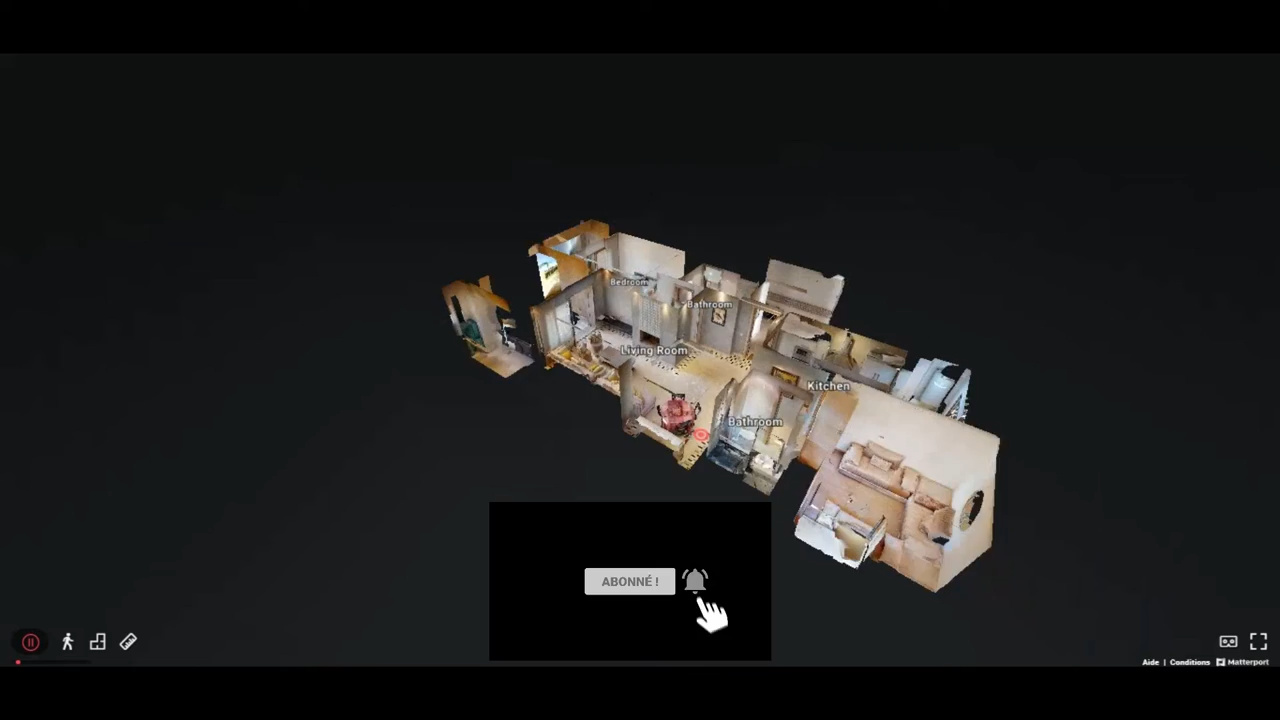 Bedroom
Bathroom
Living Room
Kitchen
Bathroom
ABONNÉ !
Aide | Conditions Matterport